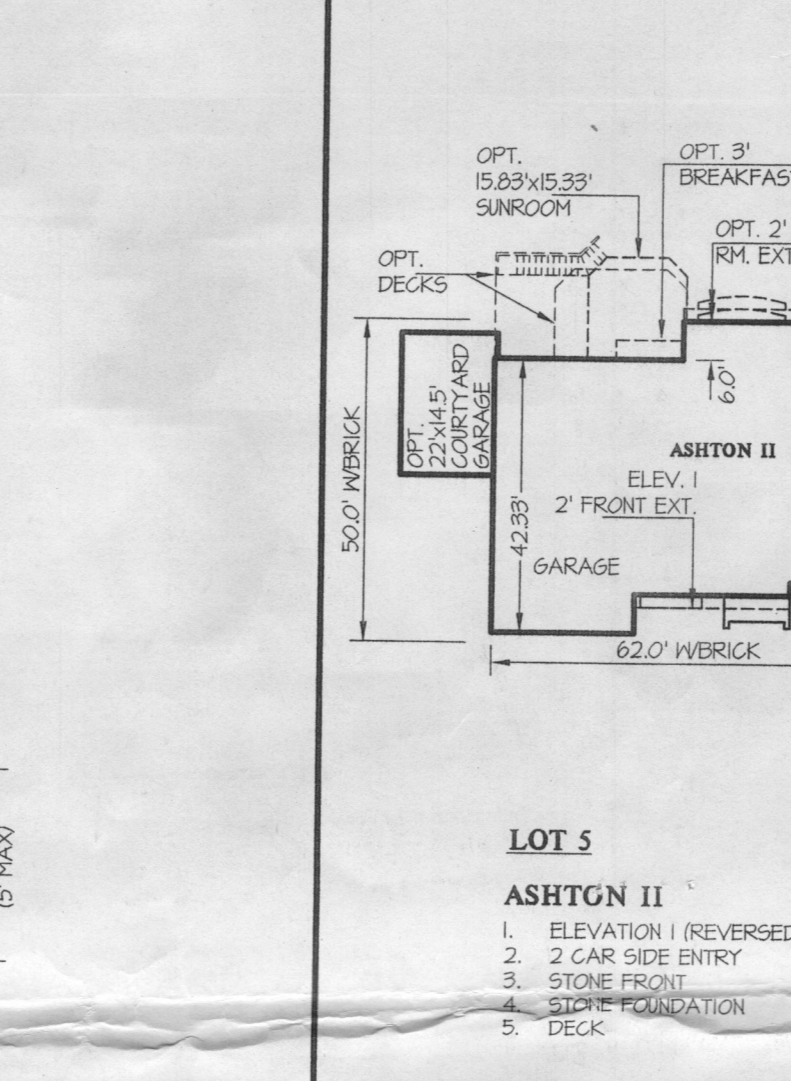 OPT.
15.83'x15.33'
SUNROOM
OPT. 3'
BREAKFAS
OPT. 2'
RM. EXT
OPT.
DECKS
50.0' W/BRICK
OPT.
22'x14.5'
COURTYARD
GARAGE
42.33'
6.0'
ASHTON II
ELEV. 1
2' FRONT EXT.
GARAGE
62.0' W/BRICK
(5' MAX)
LOT 5
ASHTON II
1. ELEVATION 1 (REVERSED
2. 2 CAR SIDE ENTRY
3. STONE FRONT
4. STONE FOUNDATION
5. DECK